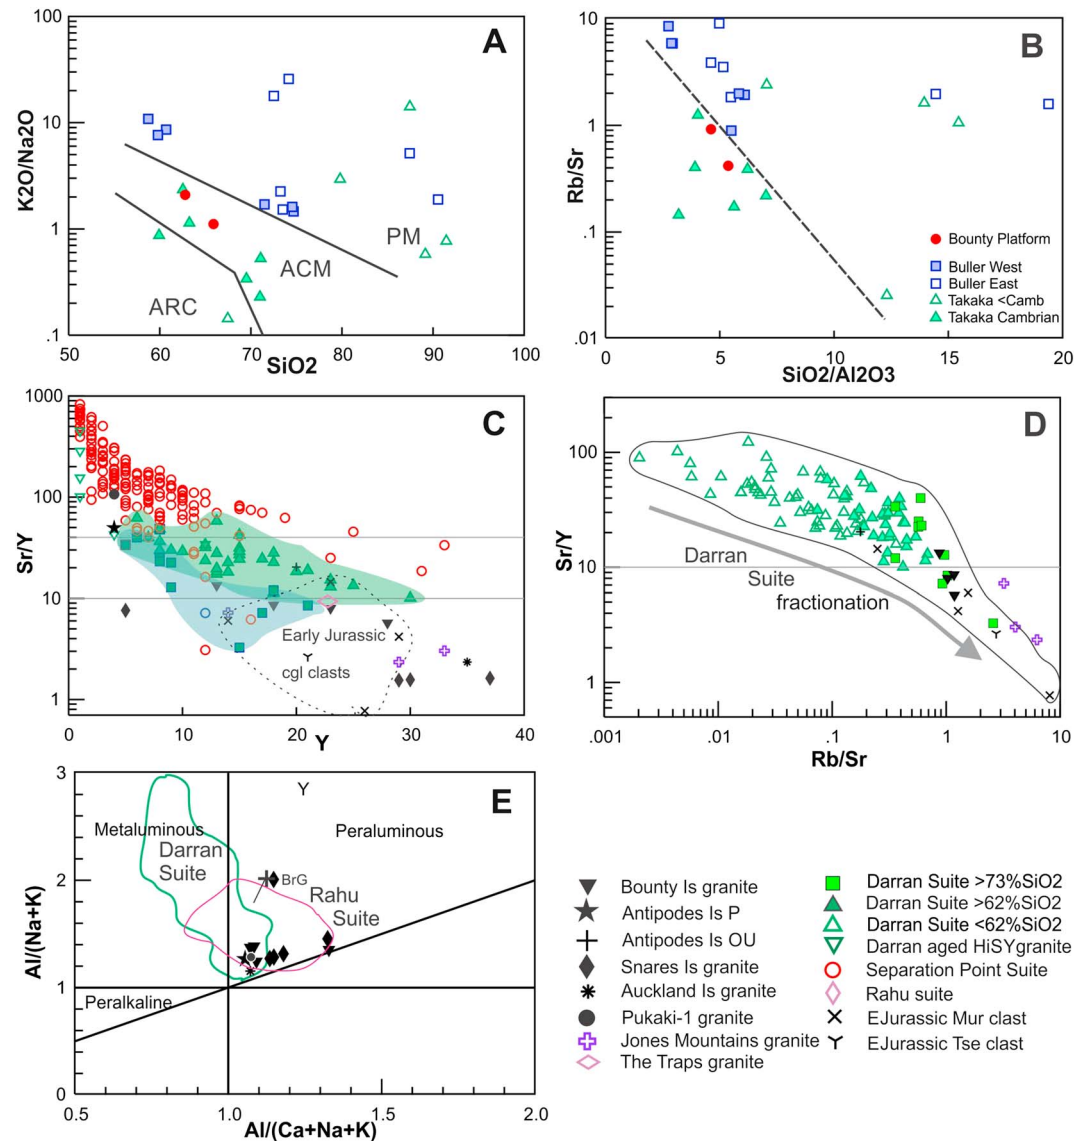 A
100
10
1
.1
K2O/Na2O
PM
ACM
ARC
50
60
70
80
90
100
SiO2
B
10
1
.1
.01
Rb/Sr
Bounty Platform
Buller West
Buller East
Takaka <Camb
Takaka Cambrian
0
5
10
15
20
SiO2/Al2O3
C
1000
100
10
1
Sr/Y
Early Jurassic
cgl clasts
0
10
20
30
40
Y
D
100
10
1
Sr/Y
Darran
Suite
fractionation
.001
.01
.1
1
10
Rb/Sr
E
3
2
1
0
Al/(Na+K)
Metaluminous
Darran
Suite
Peraluminous
BrG
Rahu
Suite
Peralkaline
0.5
1.0
1.5
2.0
Al/(Ca+Na+K)
Bounty Is granite
Antipodes Is P
Antipodes Is OU
Snares Is granite
Auckland Is granite
Pukaki-1 granite
Jones Mountains granite
The Traps granite
Darran Suite >73%SiO2
Darran Suite >62%SiO2
Darran Suite <62%SiO2
Darran aged HiSYgranite
Separation Point Suite
Rahu suite
EJurassic Mur clast
EJurassic Tse clast